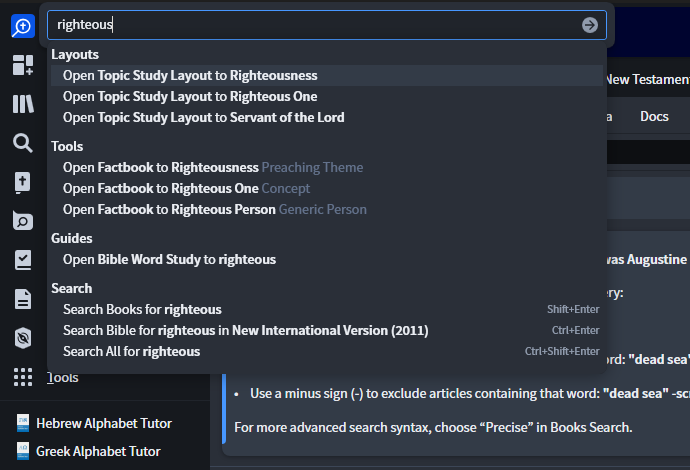 righteous
Layouts
Open Topic Study Layout to Righteousness
Open Topic Study Layout to Righteous One
Open Topic Study Layout to Servant of the Lord
Tools
Open Factbook to Righteousness Preaching Theme
Open Factbook to Righteous One Concept
Open Factbook to Righteous Person Generic Person
Guides
Open Bible Word Study to righteous
Search
Search Books for righteous Shift+Enter
Search Bible for righteous in New International Version (2011) Ctrl+Enter
Search All for righteous Ctrl+Shift+Enter
Tools
Hebrew Alphabet Tutor
Greek Alphabet Tutor
New Testament
Docs
was Augustine
"dead sea"
• Use a minus sign (-) to exclude articles containing that word: "dead sea" -scr
For more advanced search syntax, choose “Precise” in Books Search.